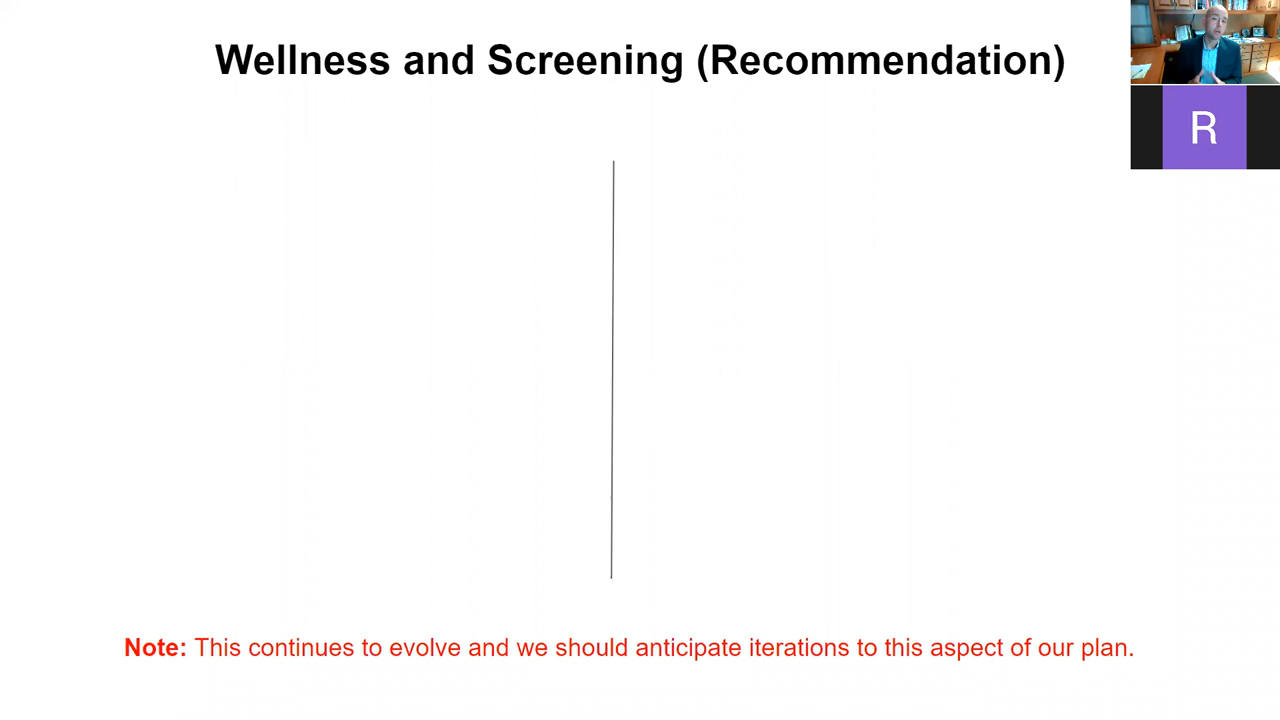 Wellness and Screening (Recommendation)
R
Note: This continues to evolve and we should anticipate iterations to this aspect of our plan.